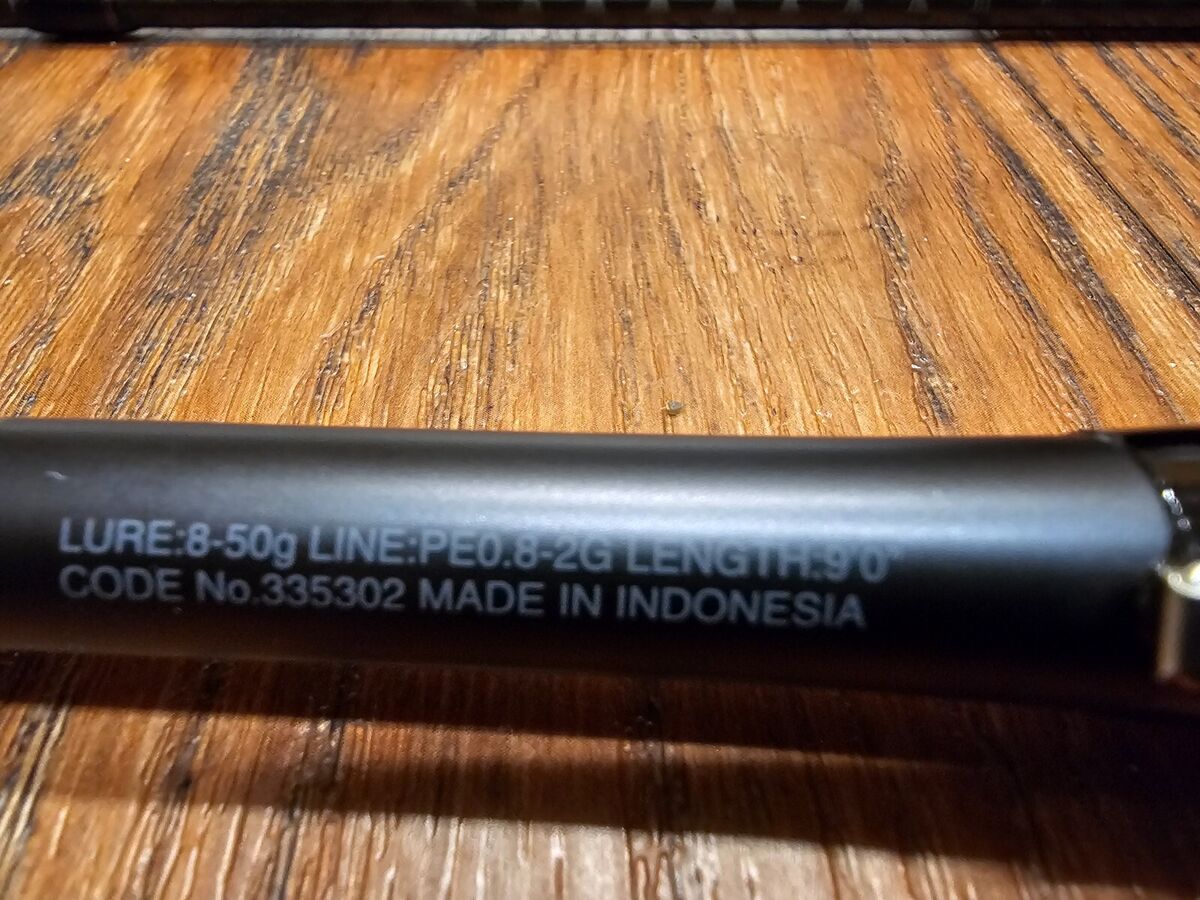 LURE:8-50g LINE:PE0.8-2G LENGTH:9'0"
CODE No.335302 MADE IN INDONESIA